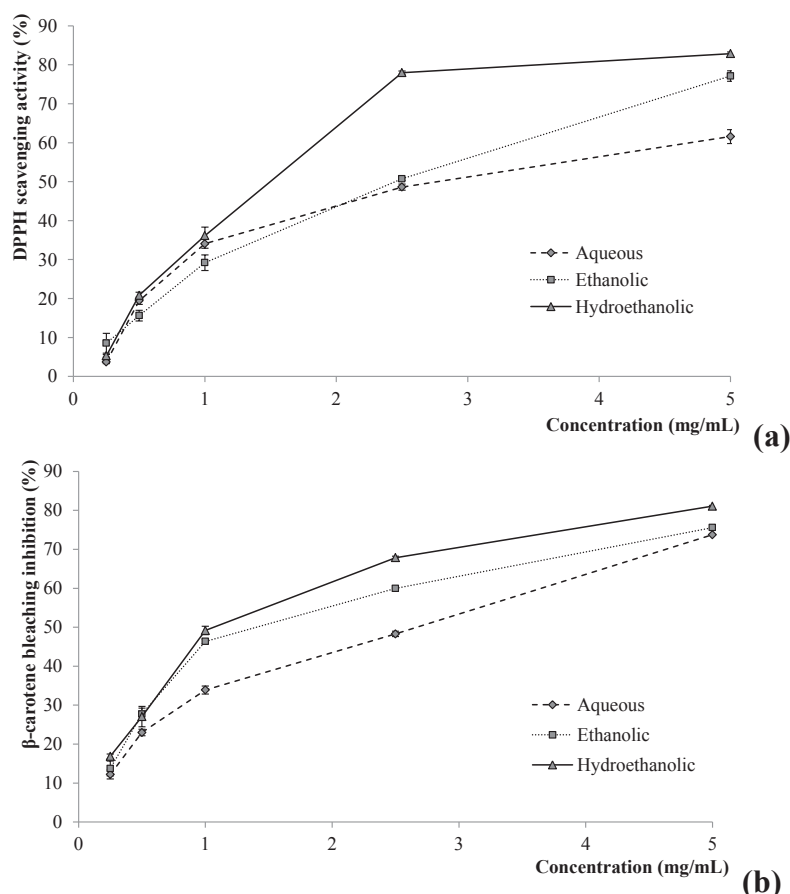 DPPH scavenging activity (%)
90
80
70
60
50
40
30
20
10
0
0
1
2
3
4
5
Aqueous
Ethanolic
Hydroethanolic
Concentration (mg/mL)
(a)
β-carotene bleaching inhibition (%)
90
80
70
60
50
40
30
20
10
0
0
1
2
3
4
5
Aqueous
Ethanolic
Hydroethanolic
Concentration (mg/mL)
(b)